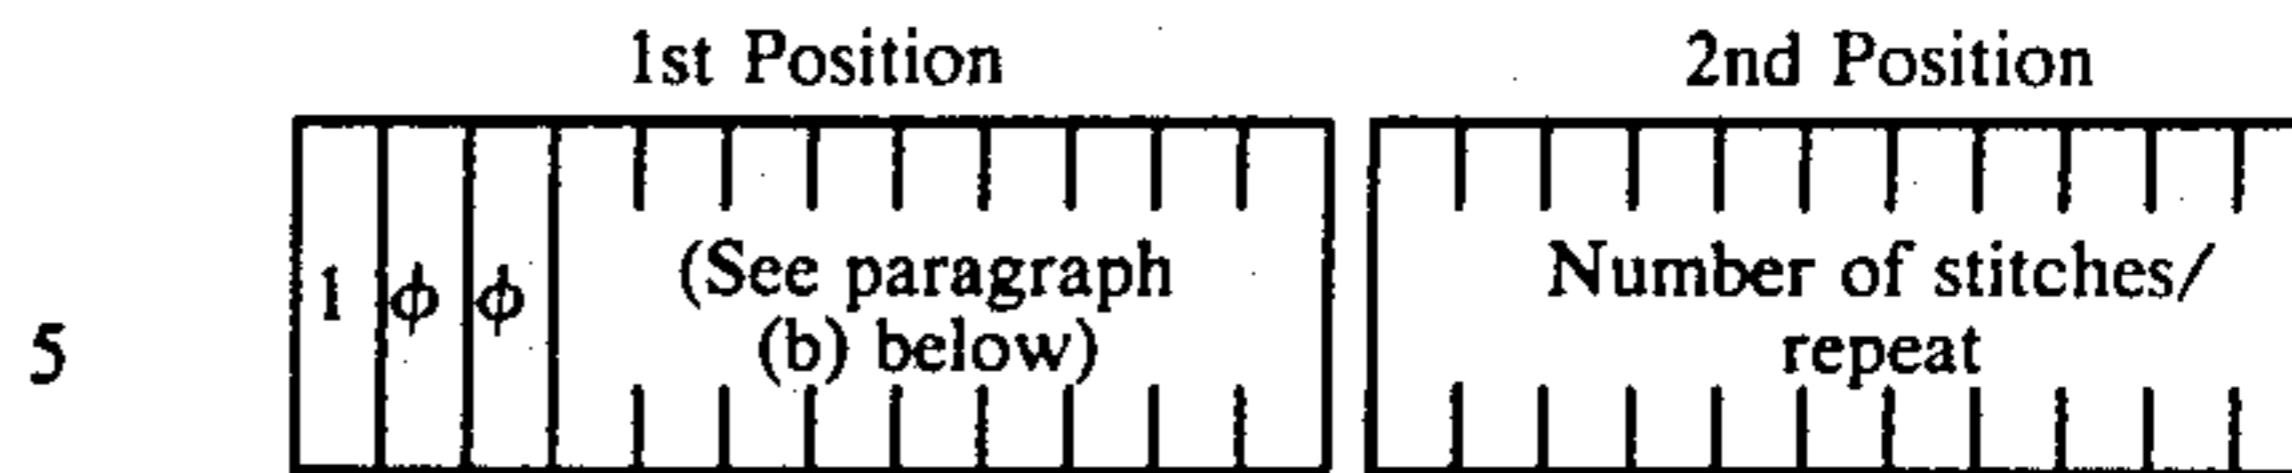 1st Position 2nd Position
1 ϕ ϕ (See paragraph Number of stitches/
5 (b) below) repeat